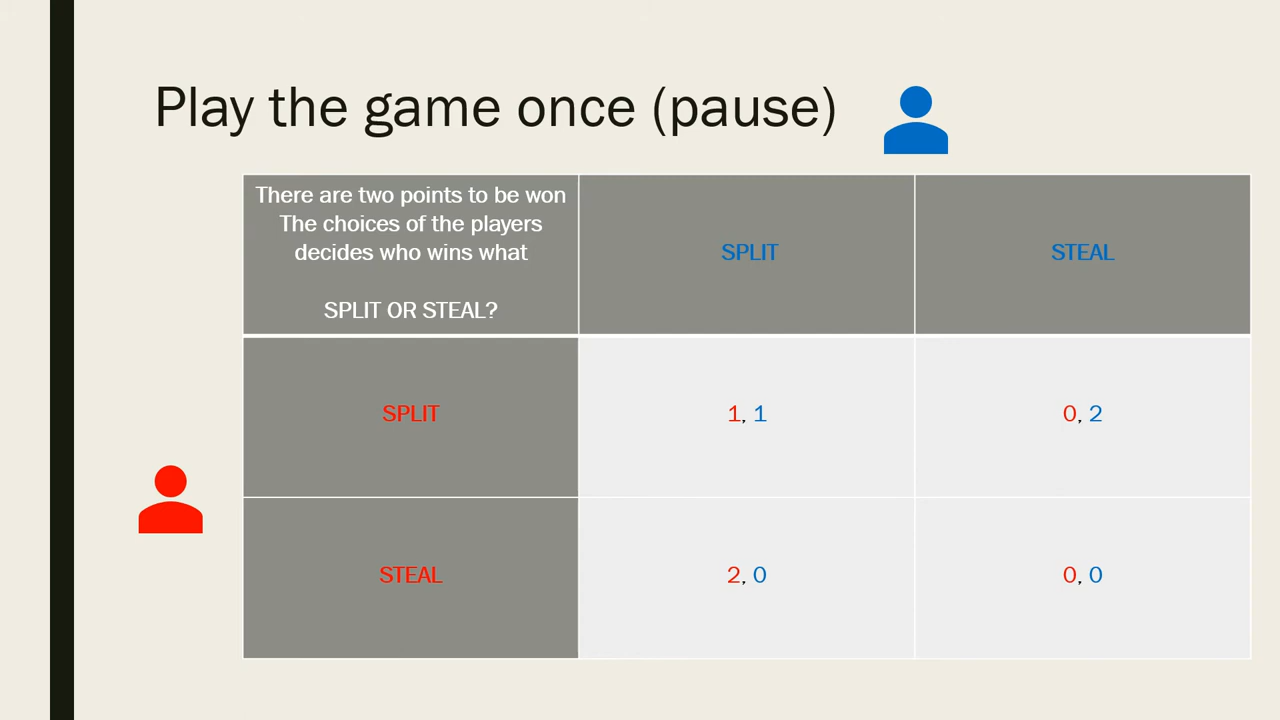 Play the game once (pause)
There are two points to be won
The choices of the players
decides who wins what
SPLIT OR STEAL?
SPLIT
STEAL
SPLIT
1, 1
0, 2
STEAL
2, 0
0, 0